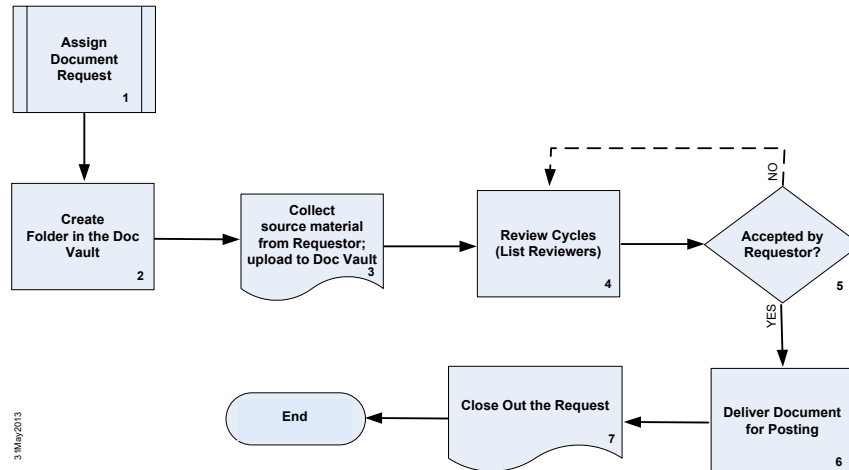 Assign
Document
Request
1
Create
Folder in the Doc
Vault
2
Collect
source material
from Requestor;
upload to Doc Vault
3
Review Cycles
(List Reviewers)
4
NO
Accepted by
Requestor?
5
YES
Deliver Document
for Posting
6
Close Out the Request
7
End
31May2013